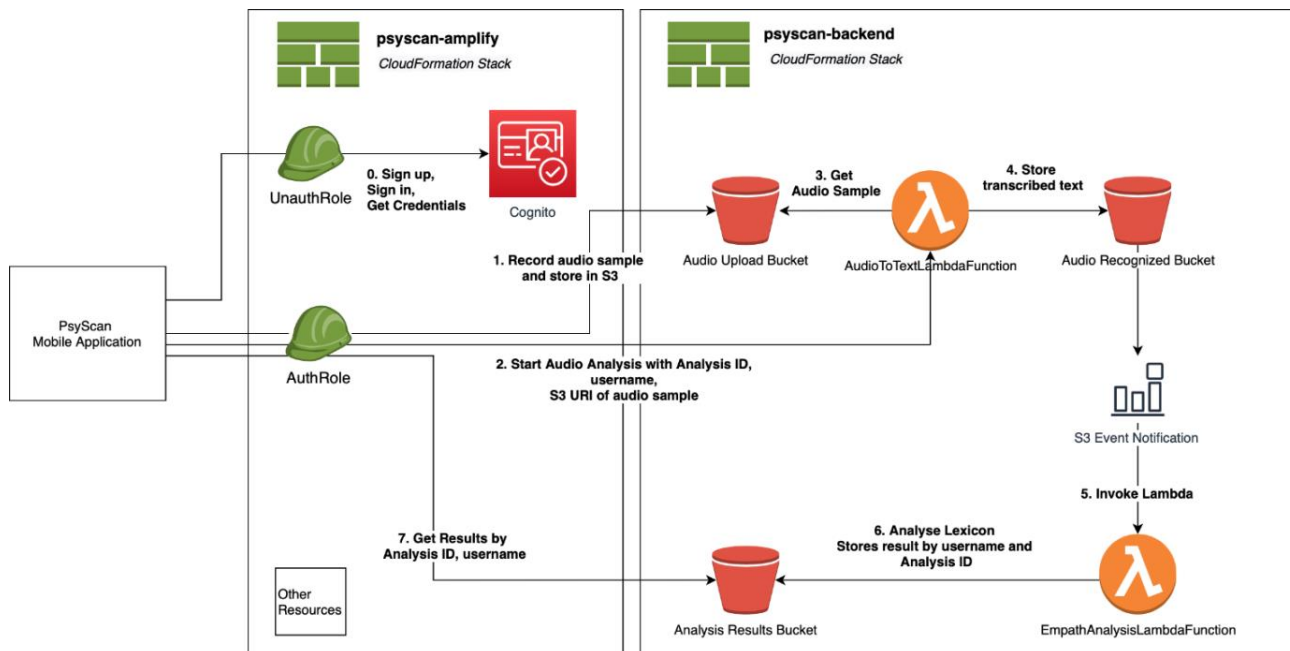 psyscan-amplify
CloudFormation Stack
psyscan-backend
CloudFormation Stack
UnauthRole
0. Sign up,
Sign in,
Get Credentials
Cognito
PsyScan
Mobile Application
AuthRole
1. Record audio sample
and store in S3
2. Start Audio Analysis with Analysis ID,
username,
S3 URI of audio sample
Audio Upload Bucket
3. Get
Audio Sample
AudioToTextLambdaFunction
4. Store
transcribed text
Audio Recognized Bucket
S3 Event Notification
5. Invoke Lambda
EmpathAnalysisLambdaFunction
6. Analyse Lexicon
Stores result by username and
Analysis ID
Analysis Results Bucket
7. Get Results by
Analysis ID, username
Other
Resources